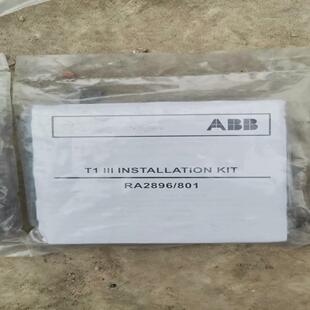 ABB
T1 III INSTALLATION KIT
RA2896/801